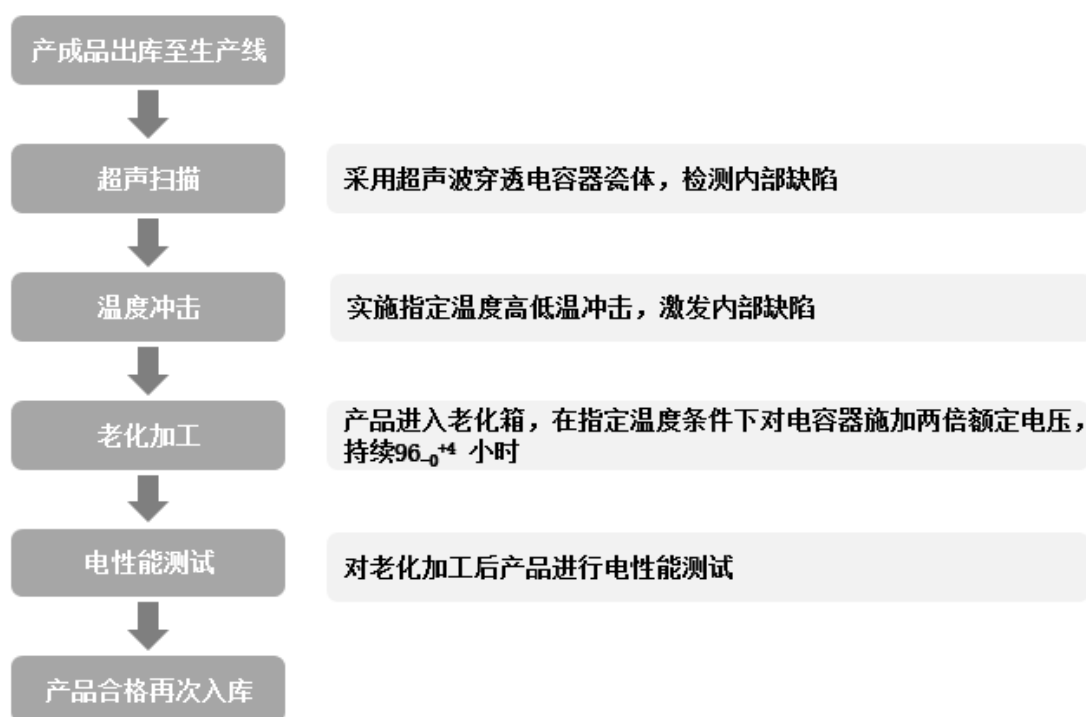 产成品出库至生产线
超声扫描
采用超声波穿透电容器瓷体，检测内部缺陷
温度冲击
实施指定温度高低温冲击，激发内部缺陷
老化加工
产品进入老化箱，在指定温度条件下对电容器施加两倍额定电压，
持续96₋₀⁺⁴ 小时
电性能测试
对老化加工后产品进行电性能测试
产品合格再次入库